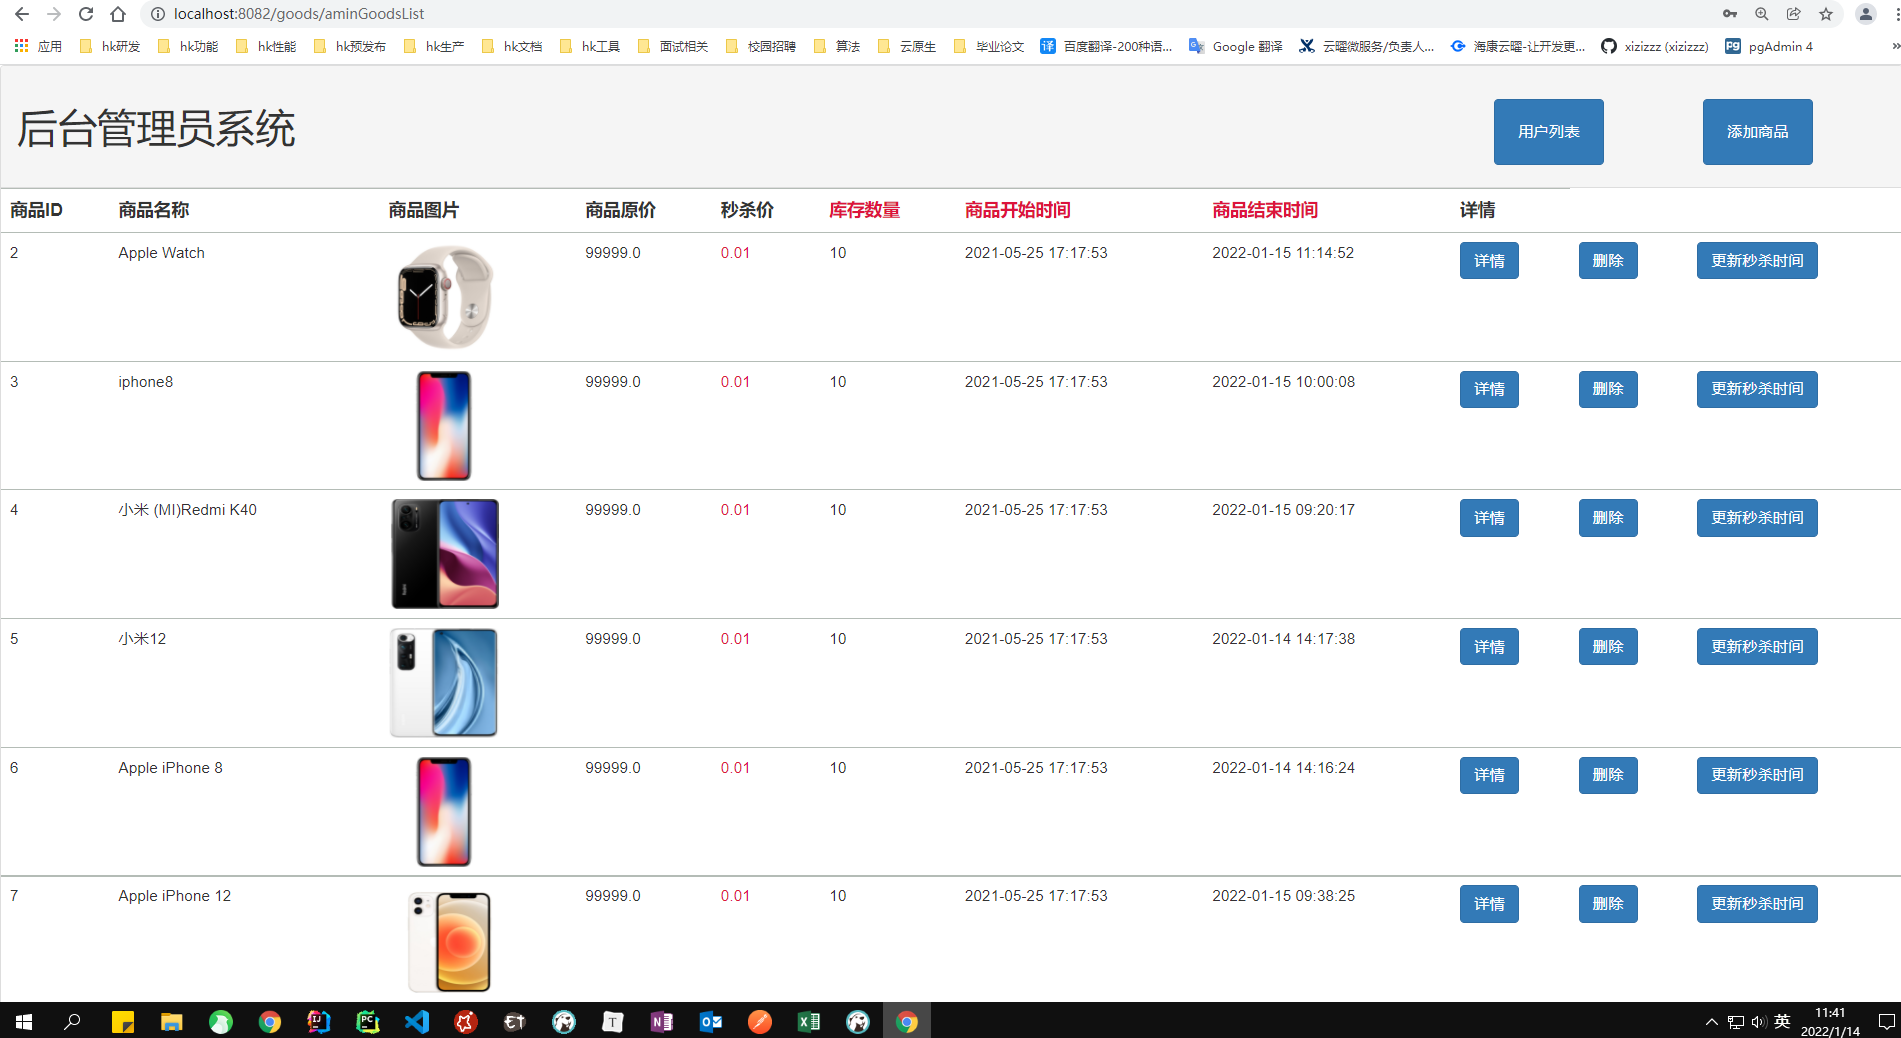 localhost:8082/goods/aminGoodsList
应用 hk研发 hk功能 hk性能 hk预发布 hk生产 hk文档 hk工具 面试相关 校园招聘 算法 云原生 毕业论文 译 百度翻译-200种语... Google 翻译 云曜微服务/负责人... 海康云曜-让开发更... xizizzz (xizizzz) pgAdmin 4 »
后台管理员系统 用户列表 添加商品
商品ID 商品名称 商品图片 商品原价 秒杀价 库存数量 商品开始时间 商品结束时间 详情
2 Apple Watch 99999.0 0.01 10 2021-05-25 17:17:53 2022-01-15 11:14:52 详情 删除 更新秒杀时间
3 iphone8 99999.0 0.01 10 2021-05-25 17:17:53 2022-01-15 10:00:08 详情 删除 更新秒杀时间
4 小米 (MI)Redmi K40 99999.0 0.01 10 2021-05-25 17:17:53 2022-01-15 09:20:17 详情 删除 更新秒杀时间
5 小米12 99999.0 0.01 10 2021-05-25 17:17:53 2022-01-14 14:17:38 详情 删除 更新秒杀时间
6 Apple iPhone 8 99999.0 0.01 10 2021-05-25 17:17:53 2022-01-14 14:16:24 详情 删除 更新秒杀时间
7 Apple iPhone 12 99999.0 0.01 10 2021-05-25 17:17:53 2022-01-15 09:38:25 详情 删除 更新秒杀时间
英 11:41
2022/1/14